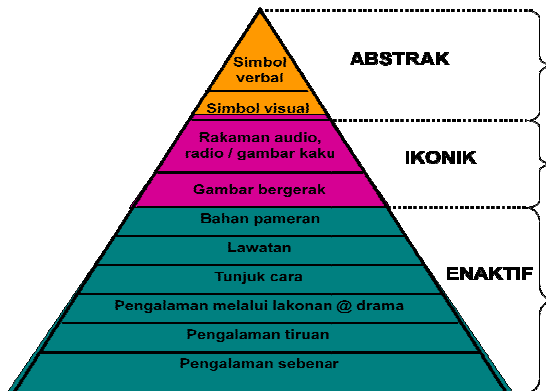 Simbol
verbal
ABSTRAK
Simbol visual
Rakaman audio,
radio / gambar kaku
IKONIK
Gambar bergerak
Bahan pameran
Lawatan
Tunjuk cara
ENAKTIF
Pengalaman melalui lakonan @ drama
Pengalaman tiruan
Pengalaman sebenar